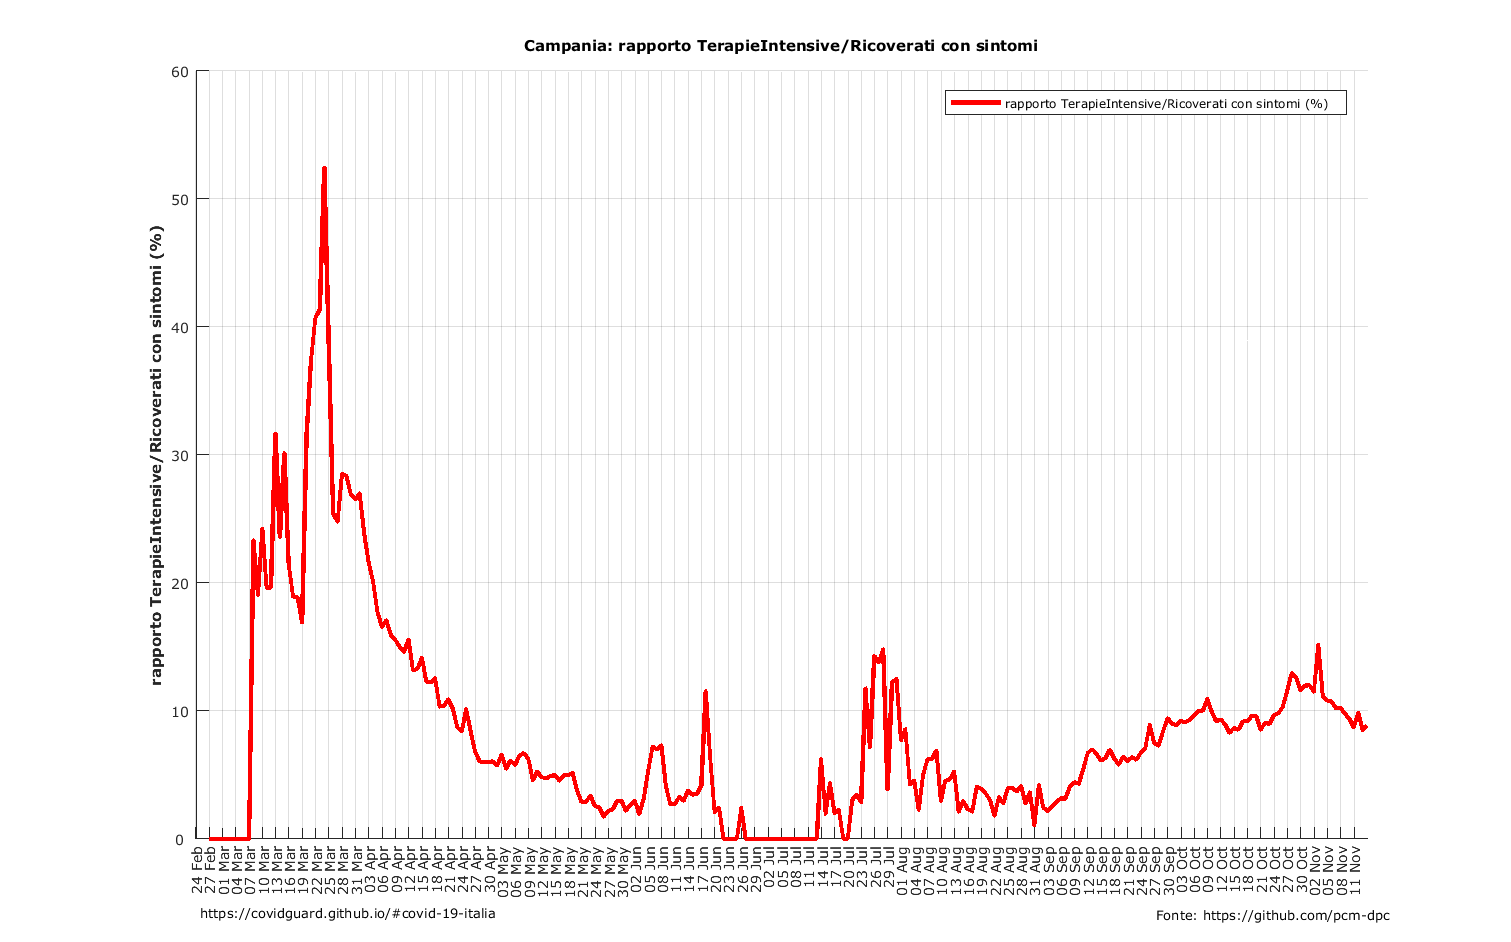 Campania: rapporto TerapieIntensive/Ricoverati con sintomi
rapporto TerapieIntensive/Ricoverati con sintomi (%)
rapporto TerapieIntensive/Ricoverati con sintomi (%)
60
50
40
30
20
10
0
24 Feb
27 Feb
01 Mar
04 Mar
07 Mar
10 Mar
13 Mar
16 Mar
19 Mar
22 Mar
25 Mar
28 Mar
31 Mar
03 Apr
06 Apr
09 Apr
12 Apr
15 Apr
18 Apr
21 Apr
24 Apr
27 Apr
30 Apr
03 May
06 May
09 May
12 May
15 May
18 May
21 May
24 May
27 May
30 May
02 Jun
05 Jun
08 Jun
11 Jun
14 Jun
17 Jun
20 Jun
23 Jun
26 Jun
29 Jun
02 Jul
05 Jul
08 Jul
11 Jul
14 Jul
17 Jul
20 Jul
23 Jul
26 Jul
29 Jul
01 Aug
04 Aug
07 Aug
10 Aug
13 Aug
16 Aug
19 Aug
22 Aug
25 Aug
28 Aug
31 Aug
03 Sep
06 Sep
09 Sep
12 Sep
15 Sep
18 Sep
21 Sep
24 Sep
27 Sep
30 Sep
03 Oct
06 Oct
09 Oct
12 Oct
15 Oct
18 Oct
21 Oct
24 Oct
27 Oct
30 Oct
02 Nov
05 Nov
08 Nov
11 Nov
https://covidguard.github.io/#covid-19-italia
Fonte: https://github.com/pcm-dpc